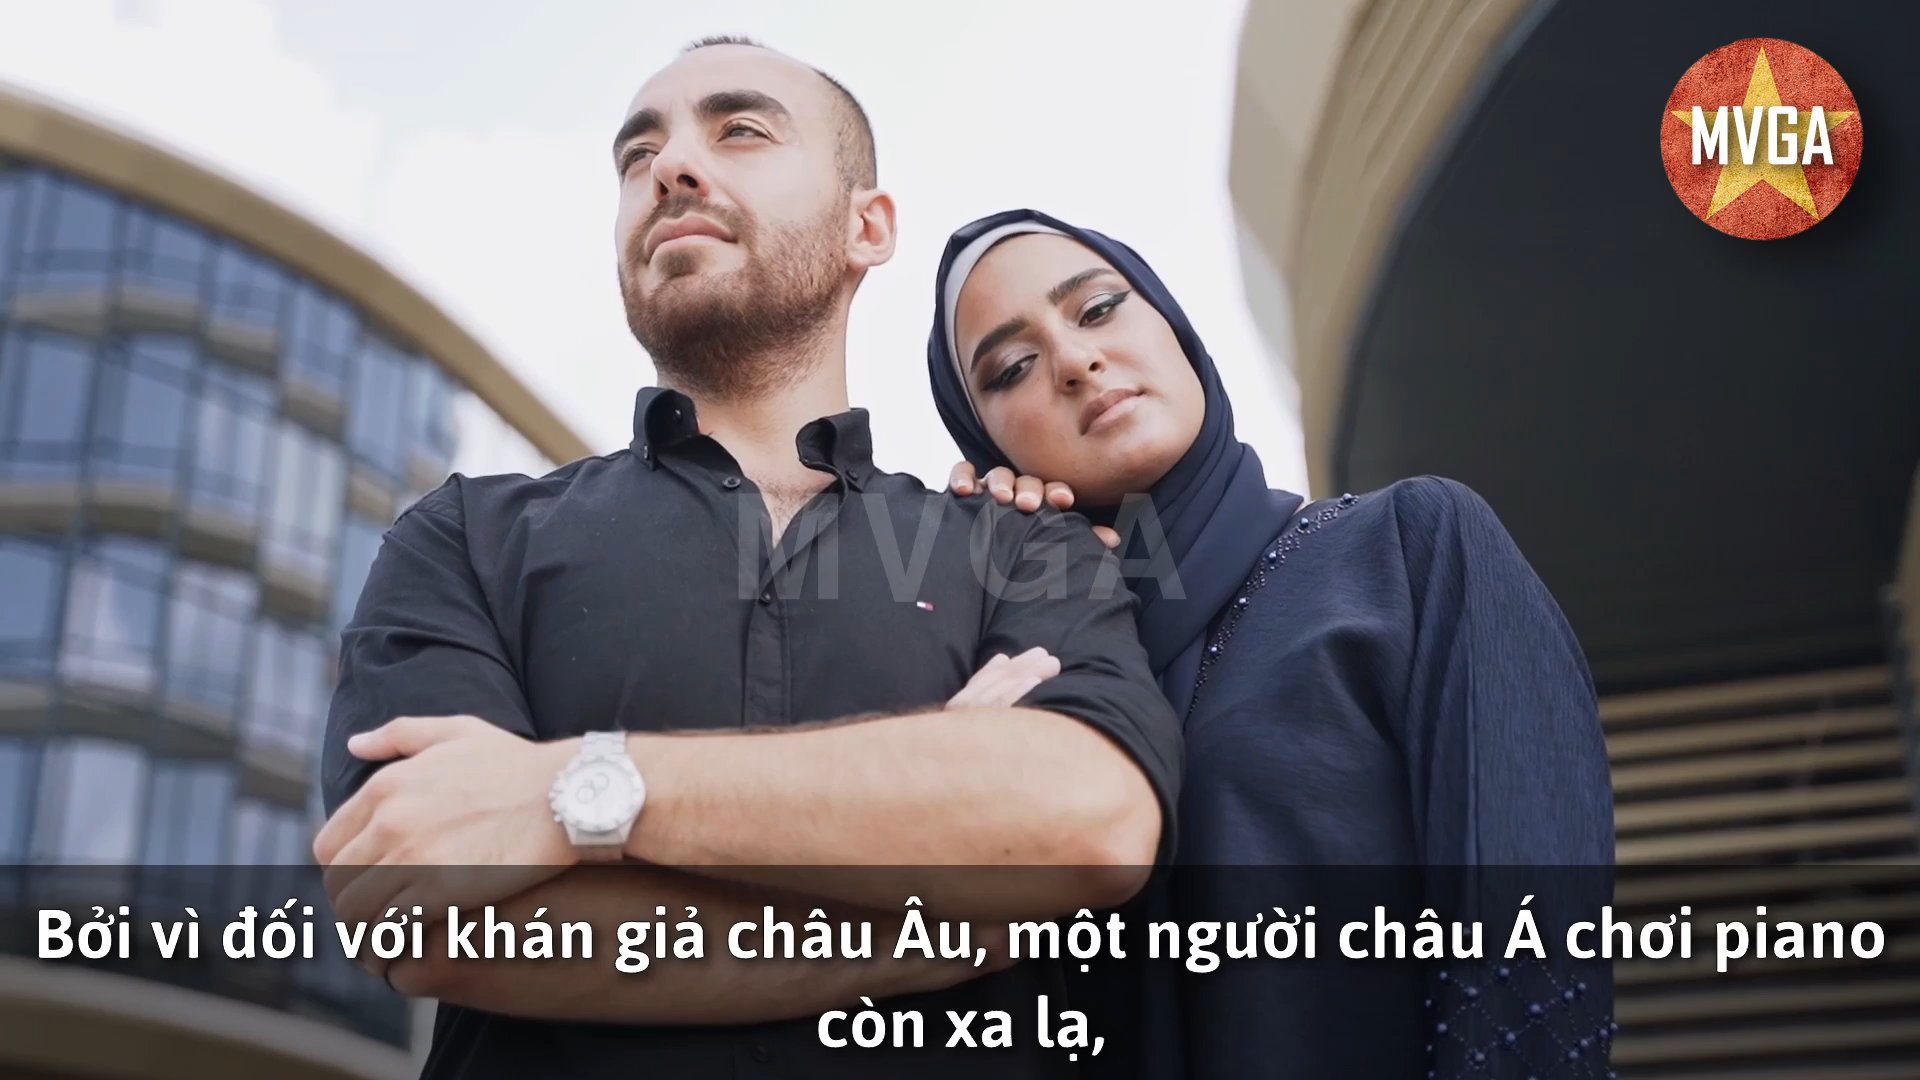 MVGA
MVGA
Bởi vì đối với khán giả châu Âu, một người châu Á chơi piano
còn xa lạ,